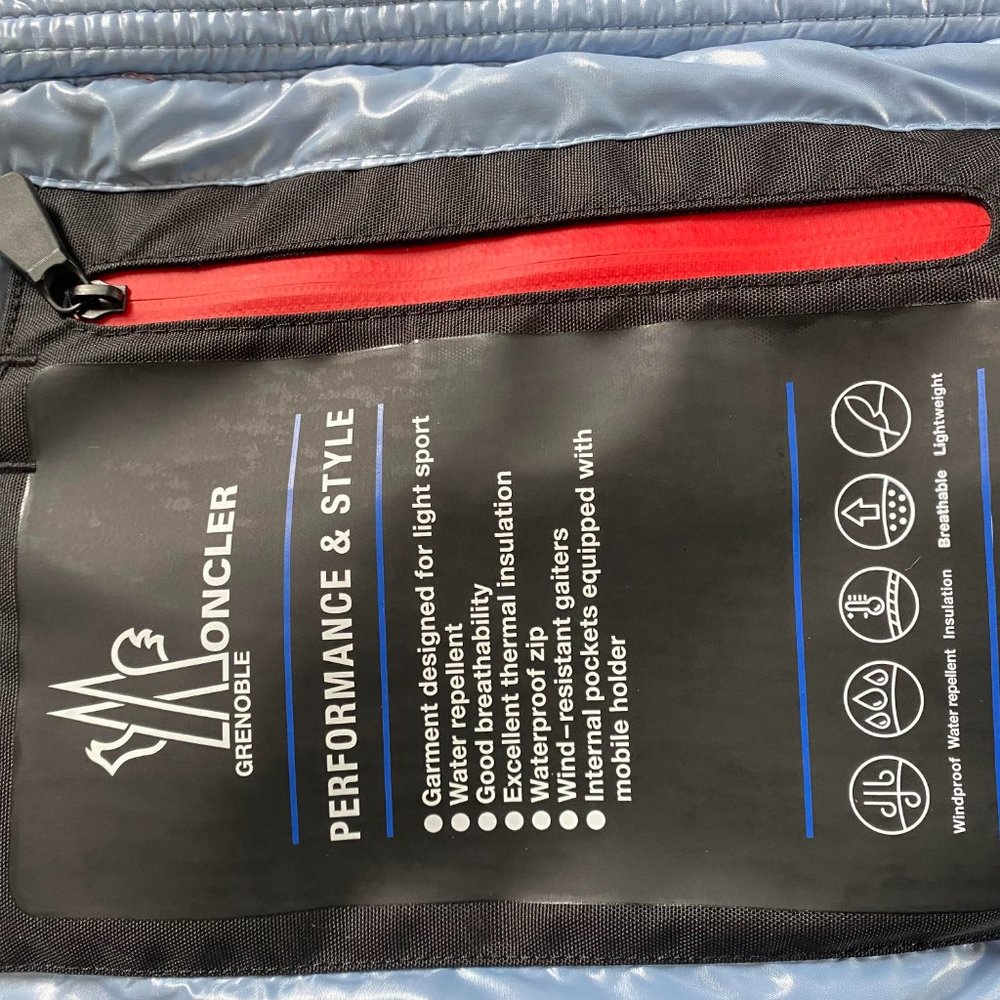 MONCLER
GRENOBLE
PERFORMANCE & STYLE
Garment designed for light sport
Water repellent
Good breathability
Excellent thermal insulation
Waterproof zip
Wind-resistant gaiters
Internal pockets equipped with
mobile holder
Windproof Water repellent Insulation Breathable Lightweight